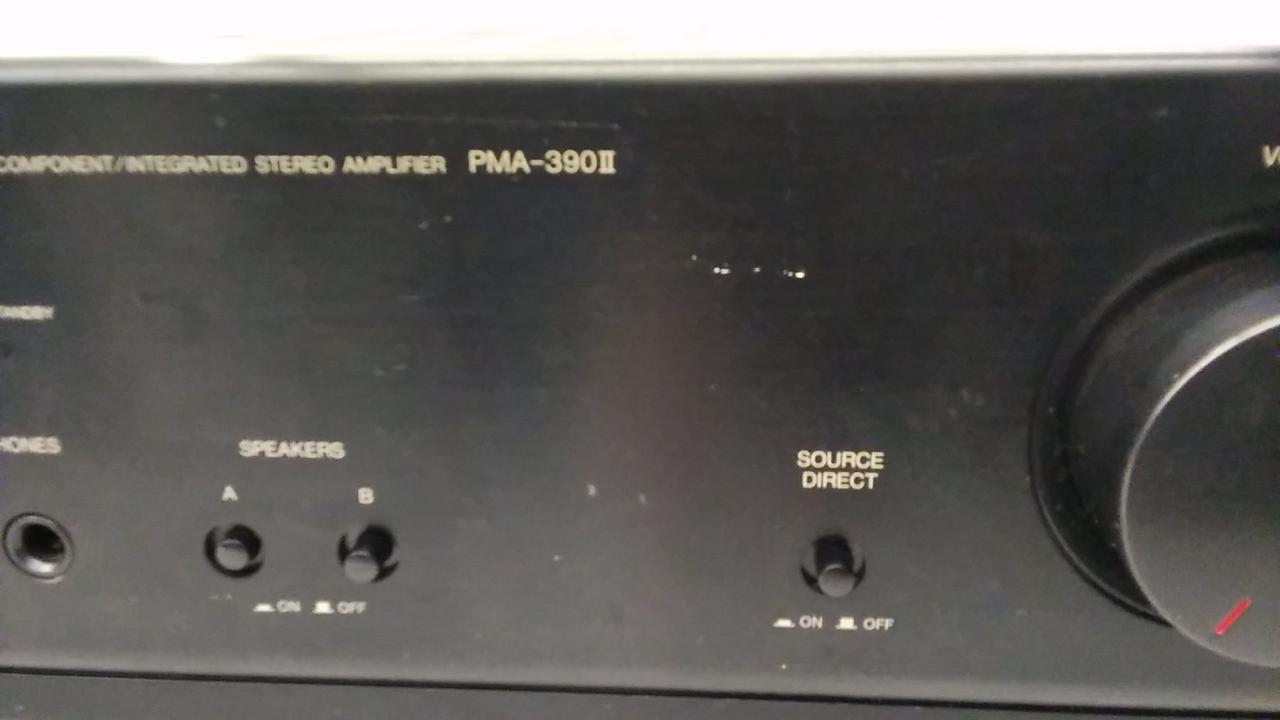 COMPONENT/INTEGRATED STEREO AMPLIFIER PMA-390II
SPEAKERS
A B
ON OFF
SOURCE
DIRECT
ON OFF